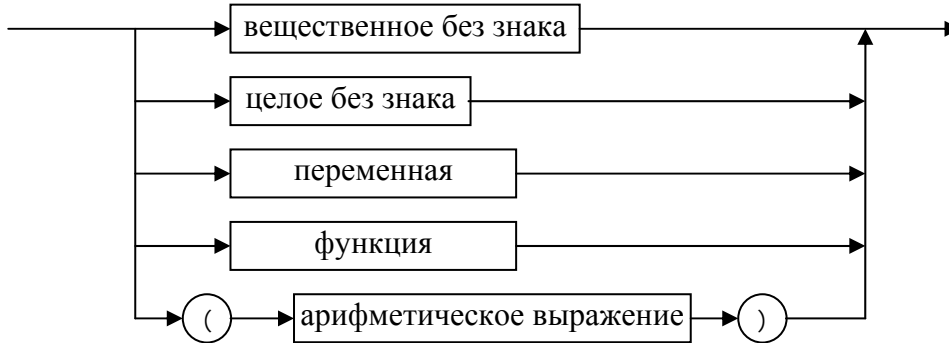 вещественное без знака
целое без знака
переменная
функция
( арифметическое выражение )